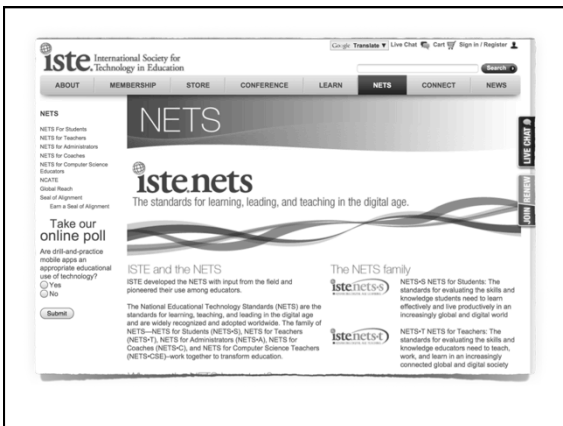 Google Translate ▼ Live Chat Cart Sign in / Register
iste International Society for
Technology in Education
Search
ABOUT MEMBERSHIP STORE CONFERENCE LEARN NETS CONNECT NEWS
NETS
NETS For Students
NETS for Teachers
NETS for Administrators
NETS for Coaches
NETS for Computer Science
Educators
NCATE
Global Reach
Seal of Alignment
Earn a Seal of Alignment
Take our
online poll
Are drill-and-practice
mobile apps an
appropriate educational
use of technology?
Yes
No
Submit
NETS
iste.nets
The standards for learning, leading, and teaching in the digital age.
ISTE and the NETS
ISTE developed the NETS with input from the field and
pioneered their use among educators.
The National Educational Technology Standards (NETS) are the
standards for learning, teaching, and leading in the digital age
and are widely recognized and adopted worldwide. The family of
NETS—NETS for Students (NETS•S), NETS for Teachers
(NETS•T), NETS for Administrators (NETS•A), NETS for
Coaches (NETS•C), and NETS for Computer Science Teachers
(NETS•CSE)–work together to transform education.
The NETS family
iste.nets•s
NETS•S NETS for Students: The
standards for evaluating the skills and
knowledge students need to learn
effectively and live productively in an
increasingly global and digital world
iste.nets•t
NETS•T NETS for Teachers: The
standards for evaluating the skills and
knowledge educators need to teach,
work, and learn in an increasingly
connected global and digital society
LIVE CHAT
RENEW
JOIN